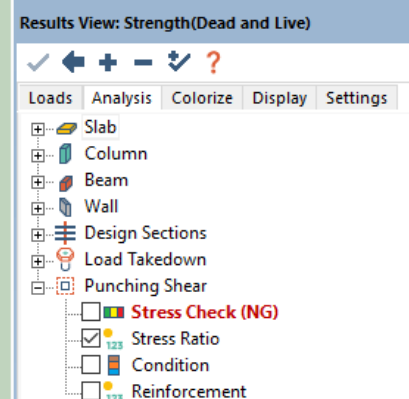 Results View: Strength(Dead and Live)
?
Loads Analysis Colorize Display Settings
Slab
Column
Beam
Wall
Design Sections
Load Takedown
Punching Shear
Stress Check (NG)
123 Stress Ratio
Condition
123 Reinforcement